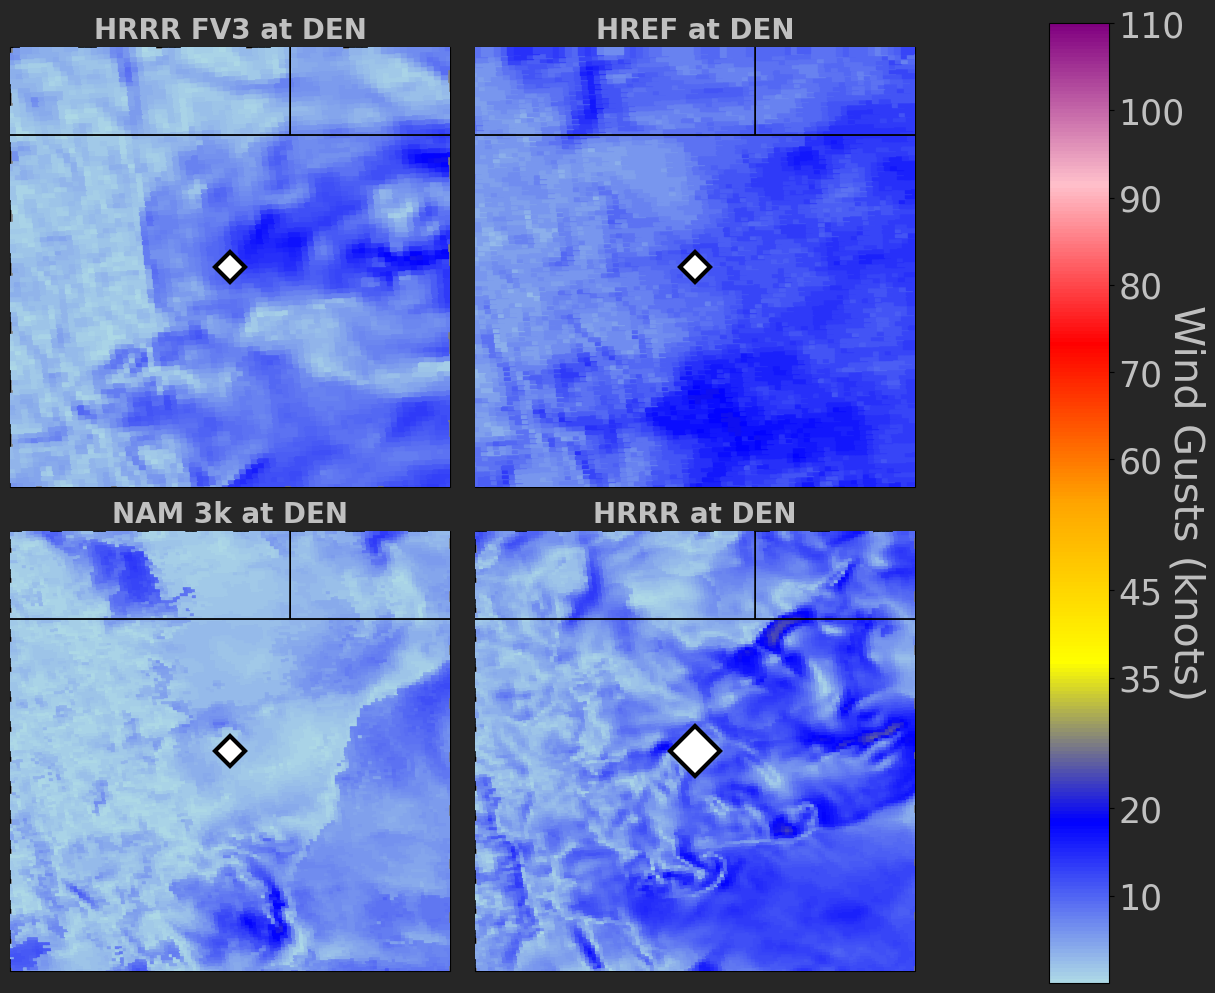 HRRR FV3 at DEN
HREF at DEN
NAM 3k at DEN
HRRR at DEN
110
100
90
80
70
60
45
35
20
10
Wind Gusts (knots)